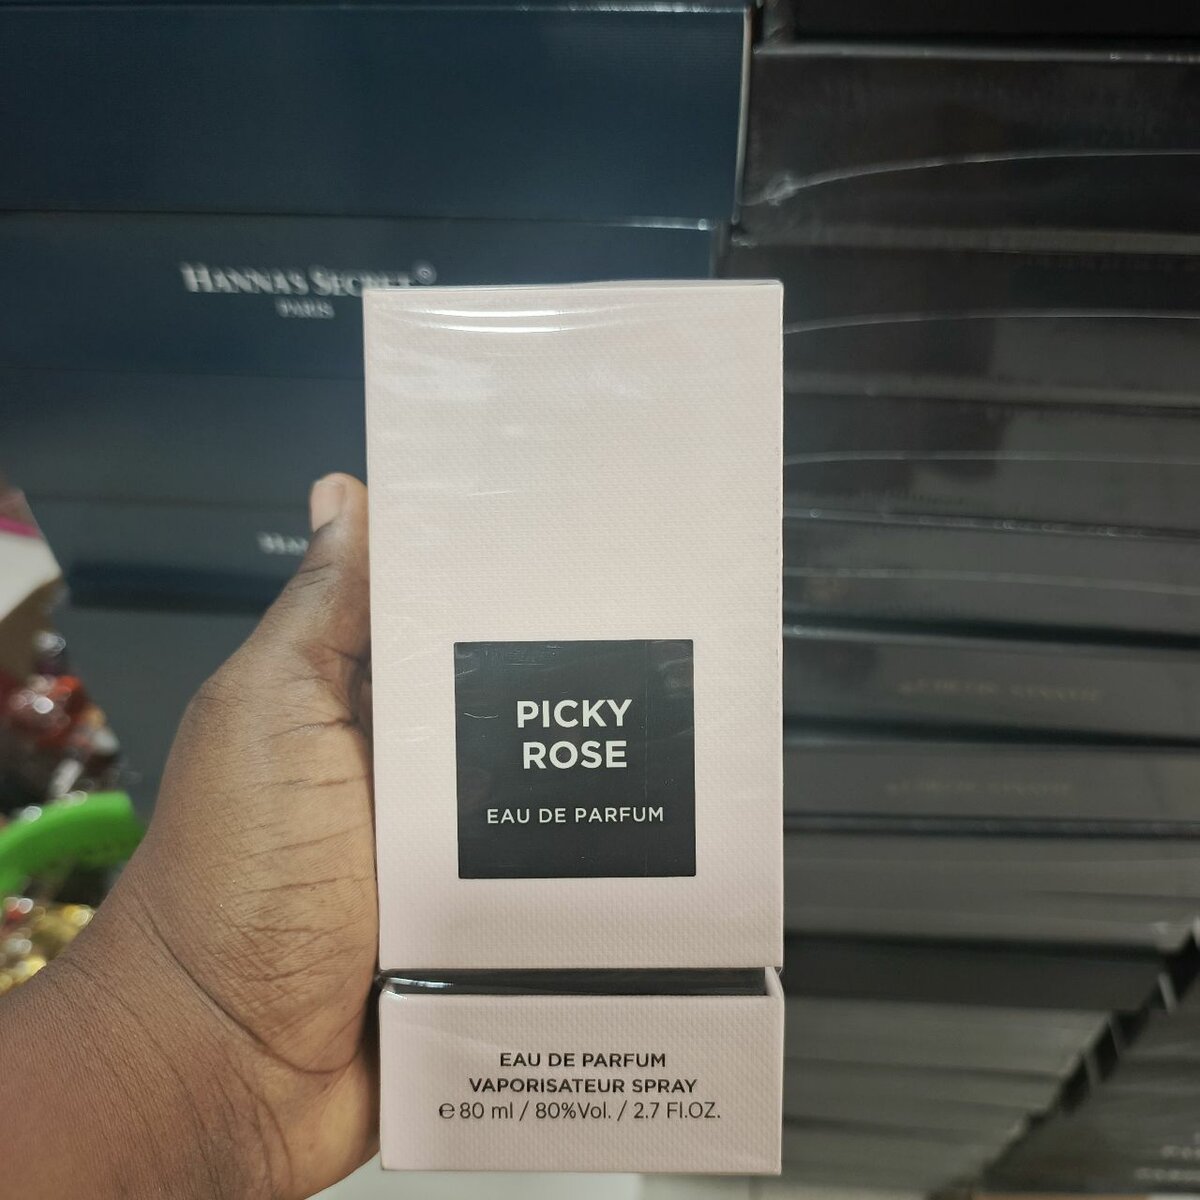 HANNA'S SECRET®
PARIS
PICKY
ROSE
EAU DE PARFUM
EAU DE PARFUM
VAPORISATEUR SPRAY
℮ 80 ml / 80%Vol. / 2.7 Fl.OZ.